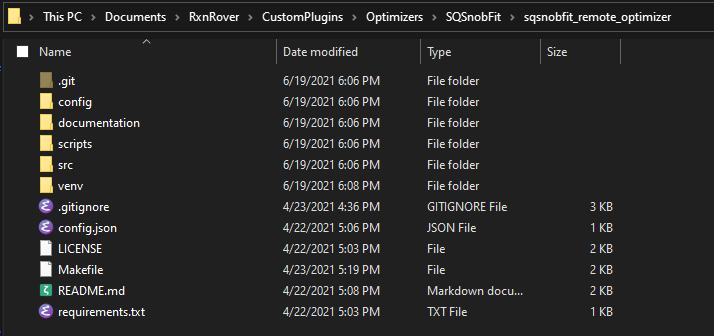 This PC > Documents > RxnRover > CustomPlugins > Optimizers > SQSnobFit > sqsnobfit_remote_optimizer
Name Date modified Type Size
.git 6/19/2021 6:06 PM File folder
config 6/19/2021 6:06 PM File folder
documentation 6/19/2021 6:06 PM File folder
scripts 6/19/2021 6:06 PM File folder
src 6/19/2021 6:06 PM File folder
venv 6/19/2021 6:08 PM File folder
.gitignore 4/23/2021 4:36 PM GITIGNORE File 3 KB
config.json 4/22/2021 5:06 PM JSON File 1 KB
LICENSE 4/22/2021 5:03 PM File 2 KB
Makefile 4/23/2021 5:19 PM File 2 KB
README.md 4/22/2021 5:08 PM Markdown docu... 2 KB
requirements.txt 4/22/2021 5:03 PM TXT File 1 KB